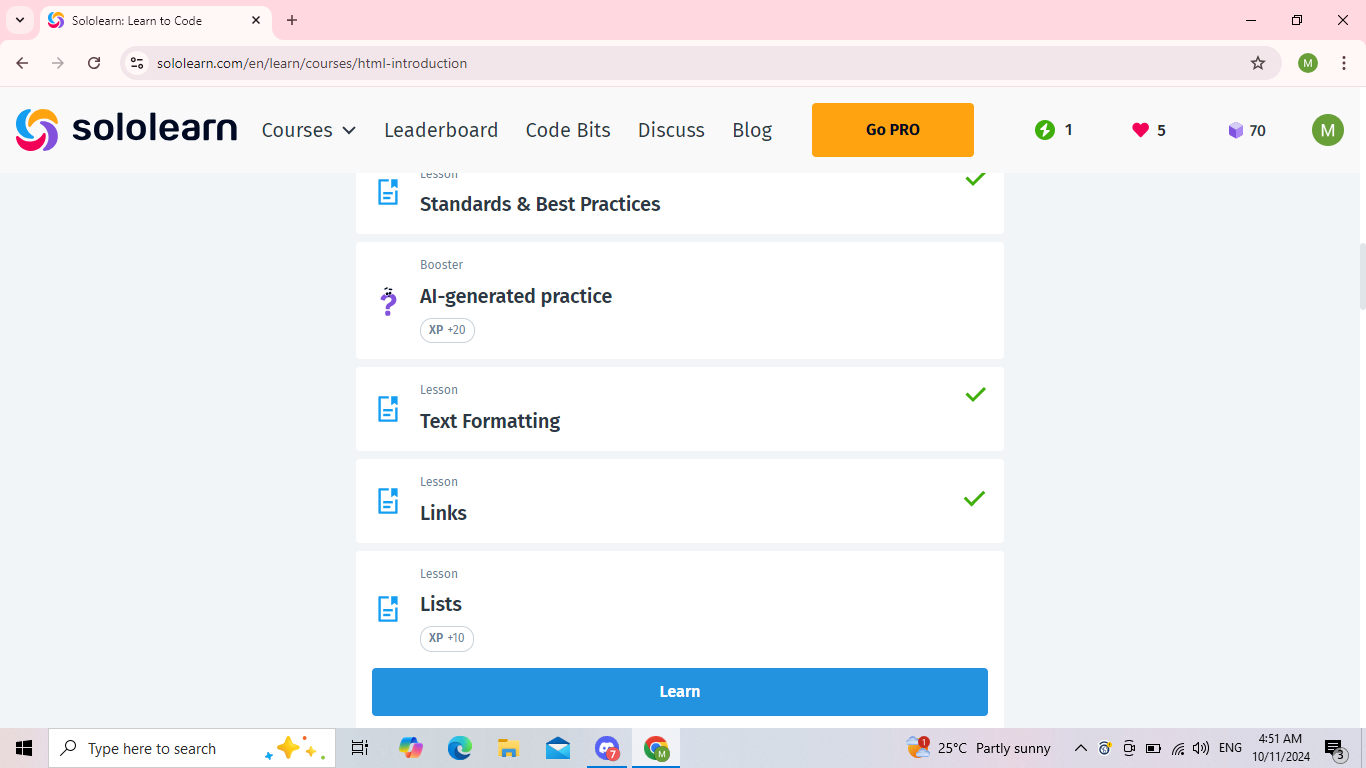 Sololearn: Learn to Code
sololearn.com/en/learn/courses/html-introduction
M
sololearn
Courses
Leaderboard
Code Bits
Discuss
Blog
Go PRO
1
5
70
M
Lesson
Standards & Best Practices
Booster
AI-generated practice
XP +20
Lesson
Text Formatting
Lesson
Links
Lesson
Lists
XP +10
Learn
Type here to search
7
M
1
25°C Partly sunny
ENG
4:51 AM
10/11/2024
3